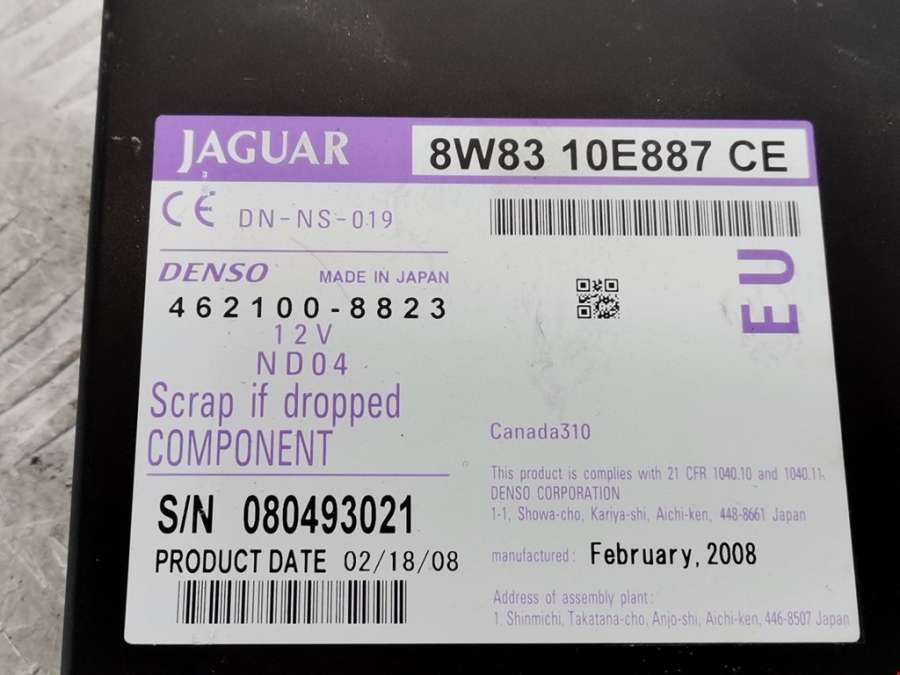 JAGUAR
8W83 10E887 CE
CE DN-NS-019
DENSO MADE IN JAPAN
462100-8823
12V
ND04
Scrap if dropped
COMPONENT
S/N 080493021
PRODUCT DATE 02/18/08
EU
Canada310
This product is complies with 21 CFR 1040.10 and 1040.11.
DENSO CORPORATION
1-1, Showa-cho, Kariya-shi, Aichi-ken, 448-8661 Japan
manufactured: February, 2008
Address of assembly plant:
1. Shinmichi, Takatana-cho, Anjo-shi, Aichi-ken, 446-8507 Japan